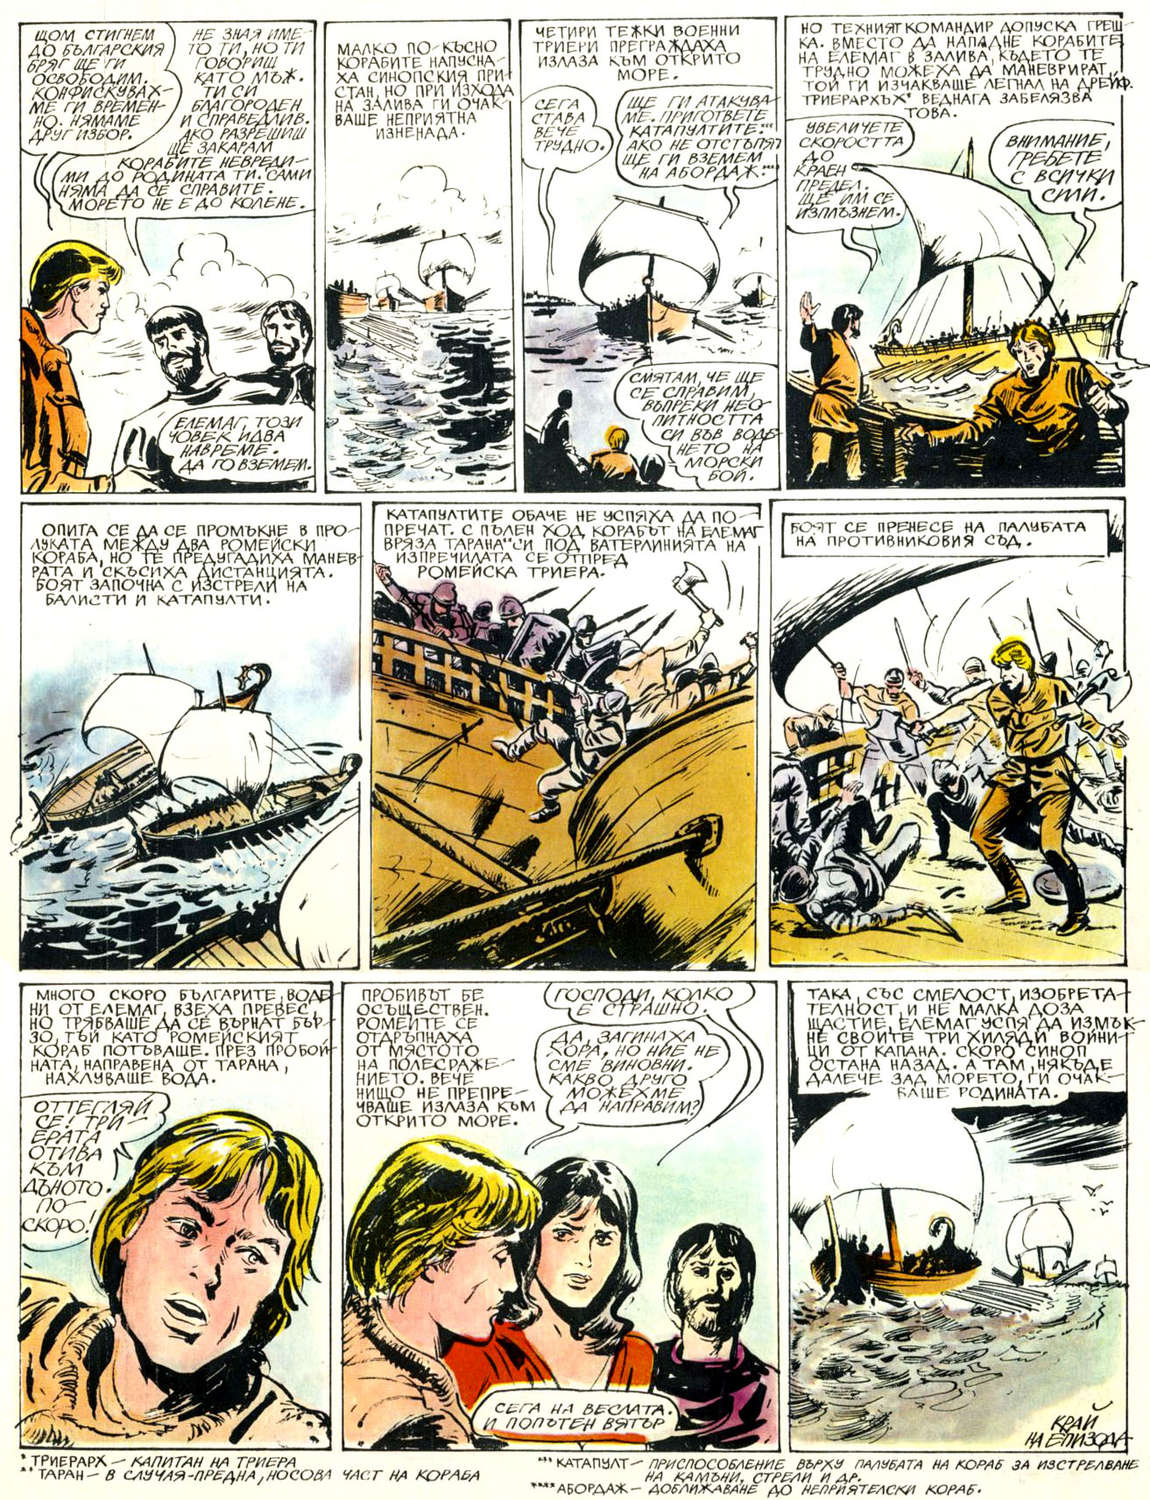 ЩОМ СТИГНЕМ
ДО БЪЛГАРСКИЯ
БРЯГ ЩЕ ГИ
ОСВОБОДИМ.
КОНФИСКУВАХ-
МЕ ГИ ВРЕМЕН-
НО. НЯМАМЕ
ДРУГ ИЗБОР.
НЕ ЗНАЯ ИМЕ-
ТО ТИ, НО ТИ
ГОВОРИШ
КАТО МЪЖ.
ТИ СИ
БЛАГОРОДЕН
И СПРАВЕДЛИВ.
АКО РАЗРЕШИШ
ЩЕ ЗАКАРАМ
КОРАБИТЕ НЕВРЕДИ-
МИ ДО РОДИНАТА ТИ. САМИ
НЯМА ДА СЕ СПРАВИТЕ.
МОРЕТО НЕ Е ДО КОЛЕНЕ.
ЕЛЕМАГ, ТОЗИ
ЧОВЕК ИДВА
НАВРЕМЕ.
ДА ГО ВЗЕМЕМ.
МАЛКО ПО-КЪСНО
КОРАБИТЕ НАПУСНА-
ХА СИНОПСКИЯ ПРИ-
СТАН, НО ПРИ ИЗХОДА
НА ЗАЛИВА ГИ ОЧАК-
ВАШЕ НЕПРИЯТНА
ИЗНЕНАДА.
ЧЕТИРИ ТЕЖКИ ВОЕННИ
ТРИЕРИ ПРЕГРАЖДАХА
ИЗЛАЗА КЪМ ОТКРИТО
МОРЕ.
СЕГА
СТАВА
ВЕЧЕ
ТРУДНО.
ЩЕ ГИ АТАКУВА-
МЕ. ПРИГОТВЕТЕ
КАТАПУЛТИТЕ.***
АКО НЕ ОТСТЪПЯТ
ЩЕ ГИ ВЗЕМЕМ
НА АБОРДАЖ.****
СМЯТАМ, ЧЕ ЩЕ
СЕ СПРАВИМ,
ВЪПРЕКИ НЕО-
ПИТНОСТТА
СИ ВЪВ ВОДЕ-
НЕТО НА
МОРСКИ
БОЙ.
НО ТЕХНИЯТ КОМАНДИР ДОПУСКА ГРЕШ-
КА. ВМЕСТО ДА НАПАДНЕ КОРАБИТЕ
НА ЕЛЕМАГ В ЗАЛИВА, КЪДЕТО ТЕ
ТРУДНО МОЖЕХА ДА МАНЕВРИРАТ,
ТОЙ ГИ ИЗЧАКВАШЕ ЛЕГНАЛ НА ДРЕЙФ.
ТРИЕРАРХЪХ* ВЕДНАГА ЗАБЕЛЯЗВА
ТОВА.
УВЕЛИЧЕТЕ
СКОРОСТТА
ДО
КРАЕН
ПРЕДЕЛ.
ЩЕ ИМ СЕ
ИЗПЛЪЗНЕМ.
ВНИМАНИЕ,
ГРЕБЕТЕ
С ВСИЧКИ
СИЛИ.
ОПИТА СЕ ДА СЕ ПРОМЪКНЕ В ПРО-
ЛУКАТА МЕЖДУ ДВА РОМЕЙСКИ
КОРАБА, НО ТЕ ПРЕДУГАДИХА МАНЕВ-
РАТА И СКЪСИХА ДИСТАНЦИЯТА.
БОЯТ ЗАПОЧНА С ИЗСТРЕЛИ НА
БАЛИСТИ И КАТАПУЛТИ.
КАТАПУЛТИТЕ ОБАЧЕ НЕ УСПЯХА ДА ПО-
ПРЕЧАТ. С ПЪЛЕН ХОД, КОРАБЪТ НА ЕЛЕМАГ
ВРЯЗА ТАРАНА** СИ ПОД ВАТЕРЛИНИЯТА НА
ИЗПРЕЧИЛАТА СЕ ОТПРЕД
РОМЕЙСКА ТРИЕРА.
БОЯТ СЕ ПРЕНЕСЕ НА ПАЛУБАТА
НА ПРОТИВНИКОВИЯ СЪД.
МНОГО СКОРО БЪЛГАРИТЕ, ВОДЕ-
НИ ОТ ЕЛЕМАГ, ВЗЕХА ПРЕВЕС,
НО ТРЯБВАШЕ ДА СЕ ВЪРНАТ БЪР-
ЗО, ТЪЙ КАТО РОМЕЙСКИЯТ
КОРАБ ПОТЪВАШЕ. ПРЕЗ ПРОБОЙ-
НАТА, НАПРАВЕНА ОТ ТАРАНА,
НАХЛУВАШЕ ВОДА.
ОТТЕГЛЯЙ
СЕ! ТРИ-
ЕРАТА
ОТИВА
КЪМ
ДЪНОТО.
ПО-
СКОРО!
ПРОБИВЪТ БЕ
ОСЪЩЕСТВЕН.
РОМЕИТЕ СЕ
ОТДРЪПНАХА
ОТ МЯСТОТО
НА ПОЛЕСРАЖЕ-
НИЕТО. ВЕЧЕ
НИЩО НЕ ПРЕПРЕ-
ЧВАШЕ ИЗЛАЗА КЪМ
ОТКРИТО МОРЕ.
ГОСПОДИ, КОЛКО
Е СТРАШНО!
ДА, ЗАГИНАХА
ХОРА, НО НИЕ НЕ
СМЕ ВИНОВНИ.
КАКВО ДРУГО
МОЖЕХМЕ
ДА НАПРАВИМ?
СЕГА НА ВЕСЛАТА.
И ПОПЪТЕН ВЯТЪР
ТАКА, СЪС СМЕЛОСТ, ИЗОБРЕТА-
ТЕЛНОСТ, И НЕ МАЛКА ДОЗА
ЩАСТИЕ, ЕЛЕМАГ УСПЯ ДА ИЗМЪК-
НЕ СВОИТЕ ТРИ ХИЛЯДИ ВОЙНИ-
ЦИ ОТ КАПАНА. СКОРО СИНОП
ОСТАНА НАЗАД. А ТАМ, НЯКЪДЕ
ДАЛЕЧЕ ЗАД МОРЕТО, ГИ ОЧАК-
ВАШЕ РОДИНАТА.
КРАЙ
НА ЕПИЗОДА
* ТРИЕРАРХ - КАПИТАН НА ТРИЕРА
** ТАРАН - В СЛУЧАЯ - ПРЕДНА, НОСОВА ЧАСТ НА КОРАБА
*** КАТАПУЛТ - ПРИСПОСОБЛЕНИЕ ВЪРХУ ПАЛУБАТА НА КОРАБ ЗА ИЗСТРЕЛВАНЕ
НА КАМЪНИ, СТРЕЛИ И ДР.
**** АБОРДАЖ - ДОБЛИЖАВАНЕ ДО НЕПРИЯТЕЛСКИ КОРАБ.